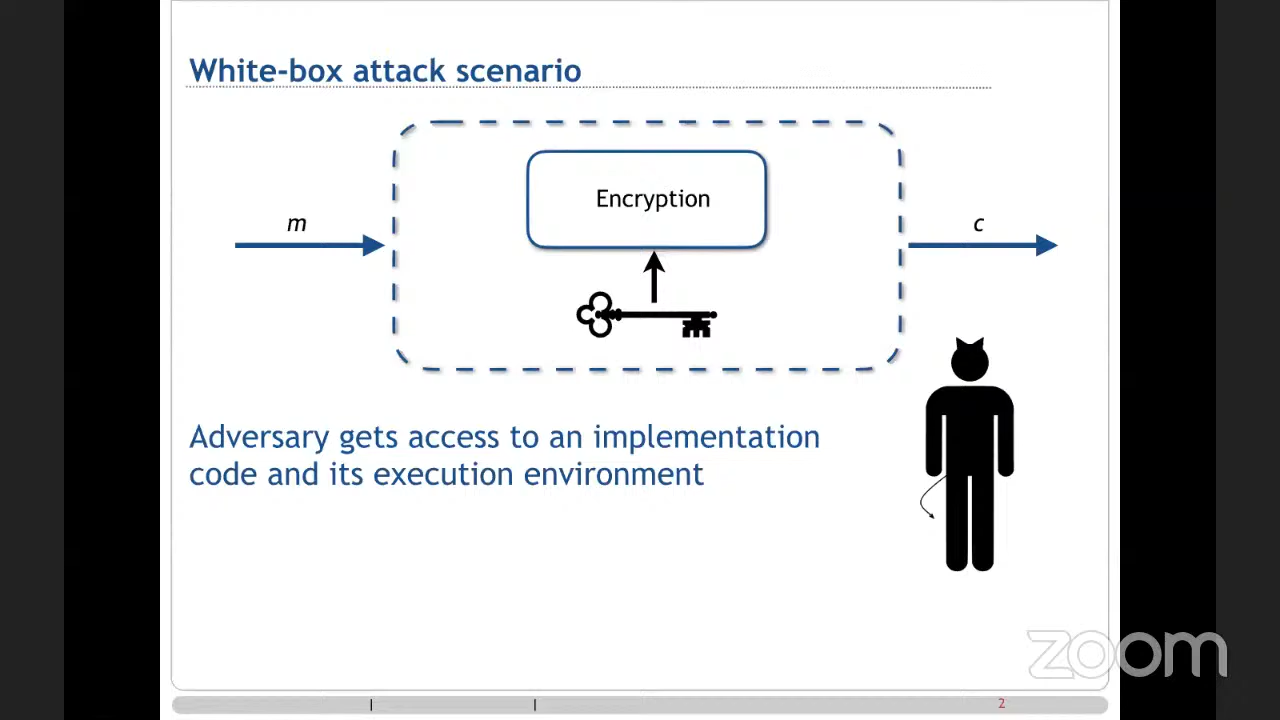 White-box attack scenario
Encryption
m
c
Adversary gets access to an implementation
code and its execution environment
zoom
2